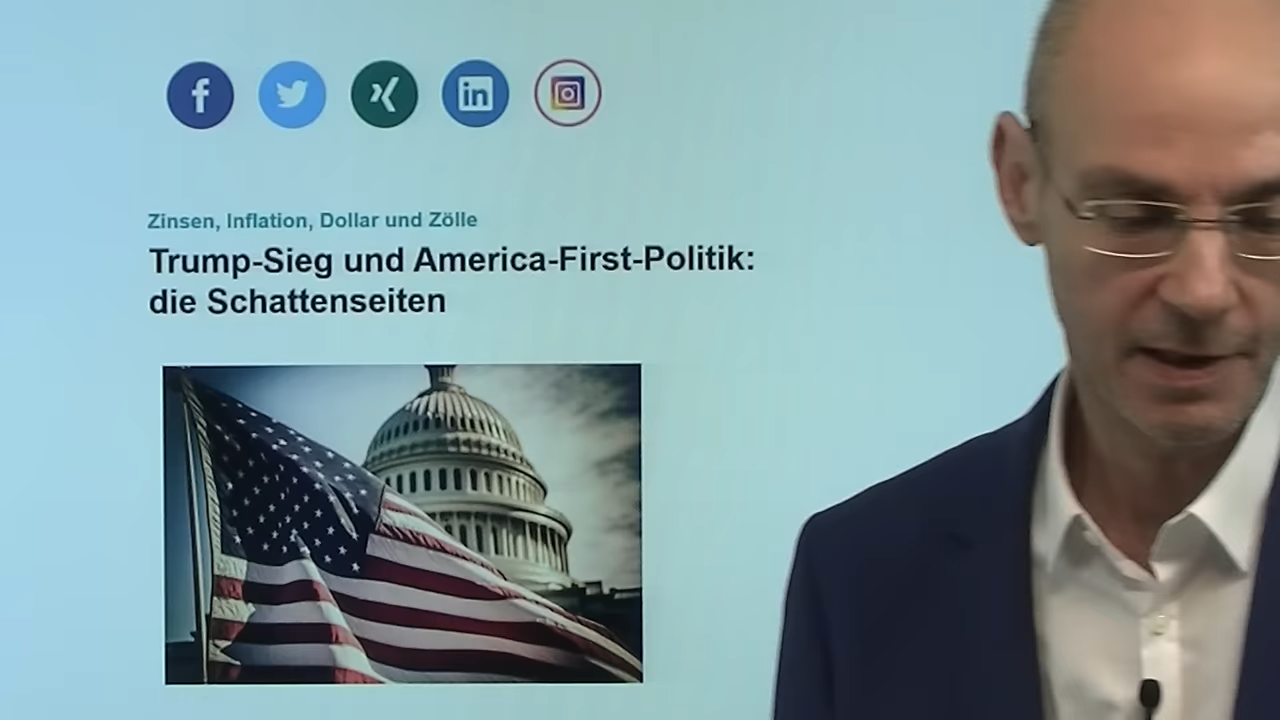 Zinsen, Inflation, Dollar und Zölle
Trump-Sieg und America-First-Politik:
die Schattenseiten